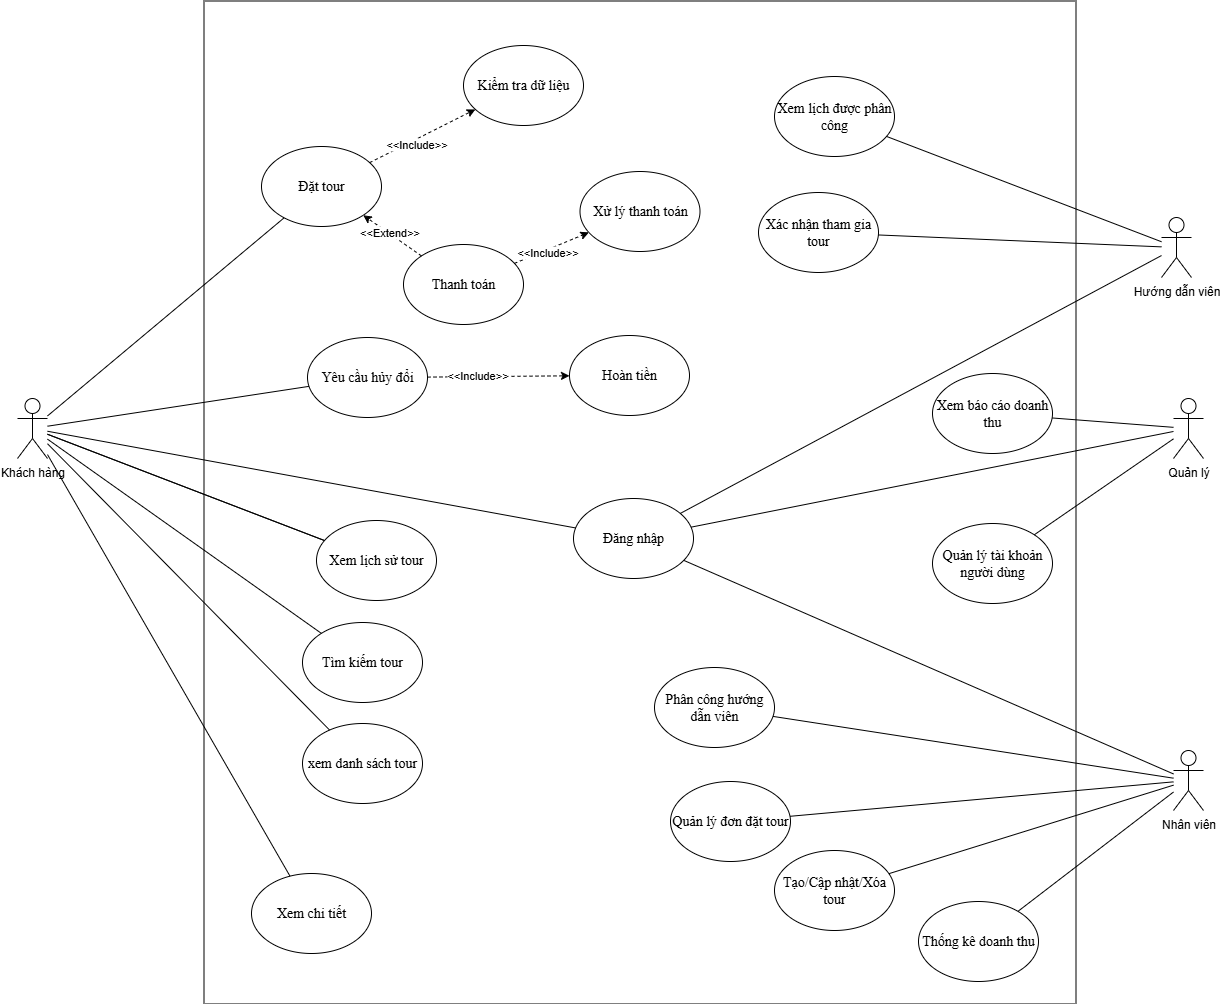 Kiểm tra dữ liệu
<<Include>>
Đặt tour
<<Extend>>
Thanh toán
<<Include>>
Xử lý thanh toán
Xem lịch được phân
công
Xác nhận tham gia
tour
Hướng dẫn viên
Yêu cầu hủy đổi
<<Include>>
Hoàn tiền
Xem báo cáo doanh
thu
Quản lý
Khách hàng
Đăng nhập
Xem lịch sử tour
Quản lý tài khoản
người dùng
Tìm kiếm tour
Phân công hướng
dẫn viên
xem danh sách tour
Quản lý đơn đặt tour
Nhân viên
Tạo/Cập nhật/Xóa
tour
Xem chi tiết
Thống kê doanh thu